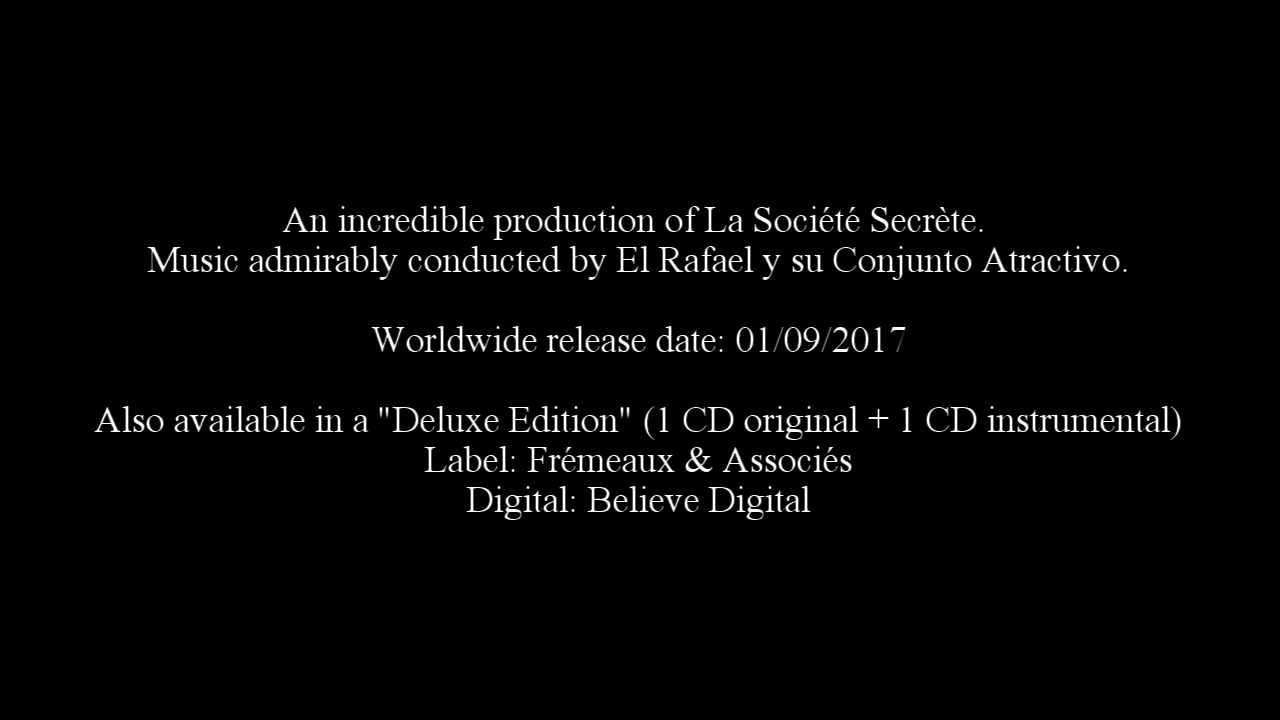 An incredible production of La Société Secrète.
Music admirably conducted by El Rafael y su Conjunto Atractivo.
Worldwide release date: 01/09/2017
Also available in a "Deluxe Edition" (1 CD original + 1 CD instrumental)
Label: Frémeaux & Associés
Digital: Believe Digital